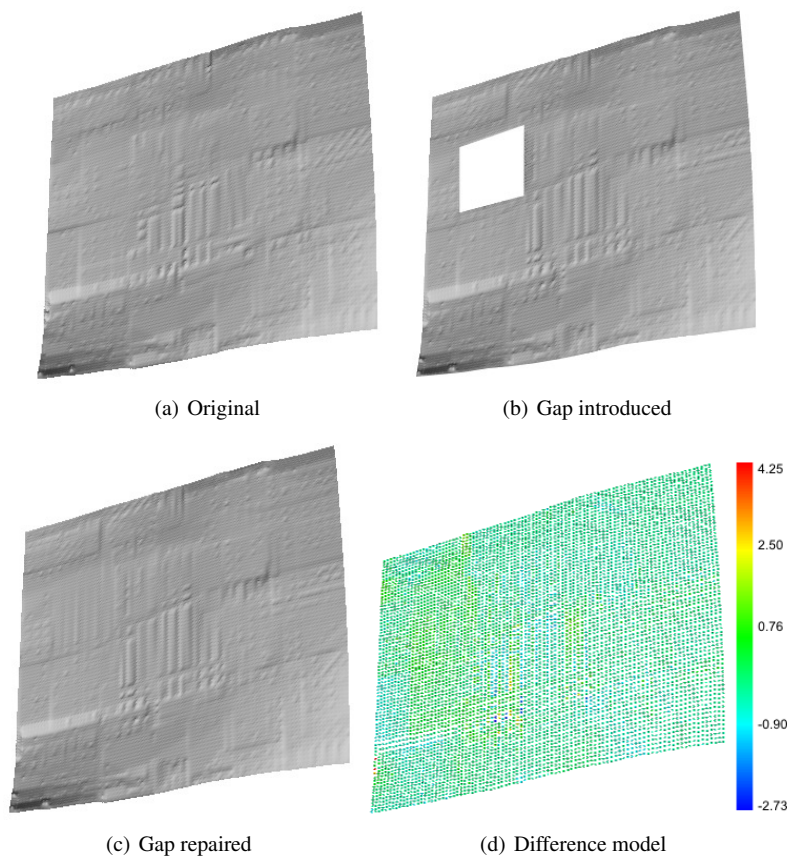 (a) Original
(b) Gap introduced
4.25
2.50
0.76
-0.90
-2.73
(c) Gap repaired
(d) Difference model